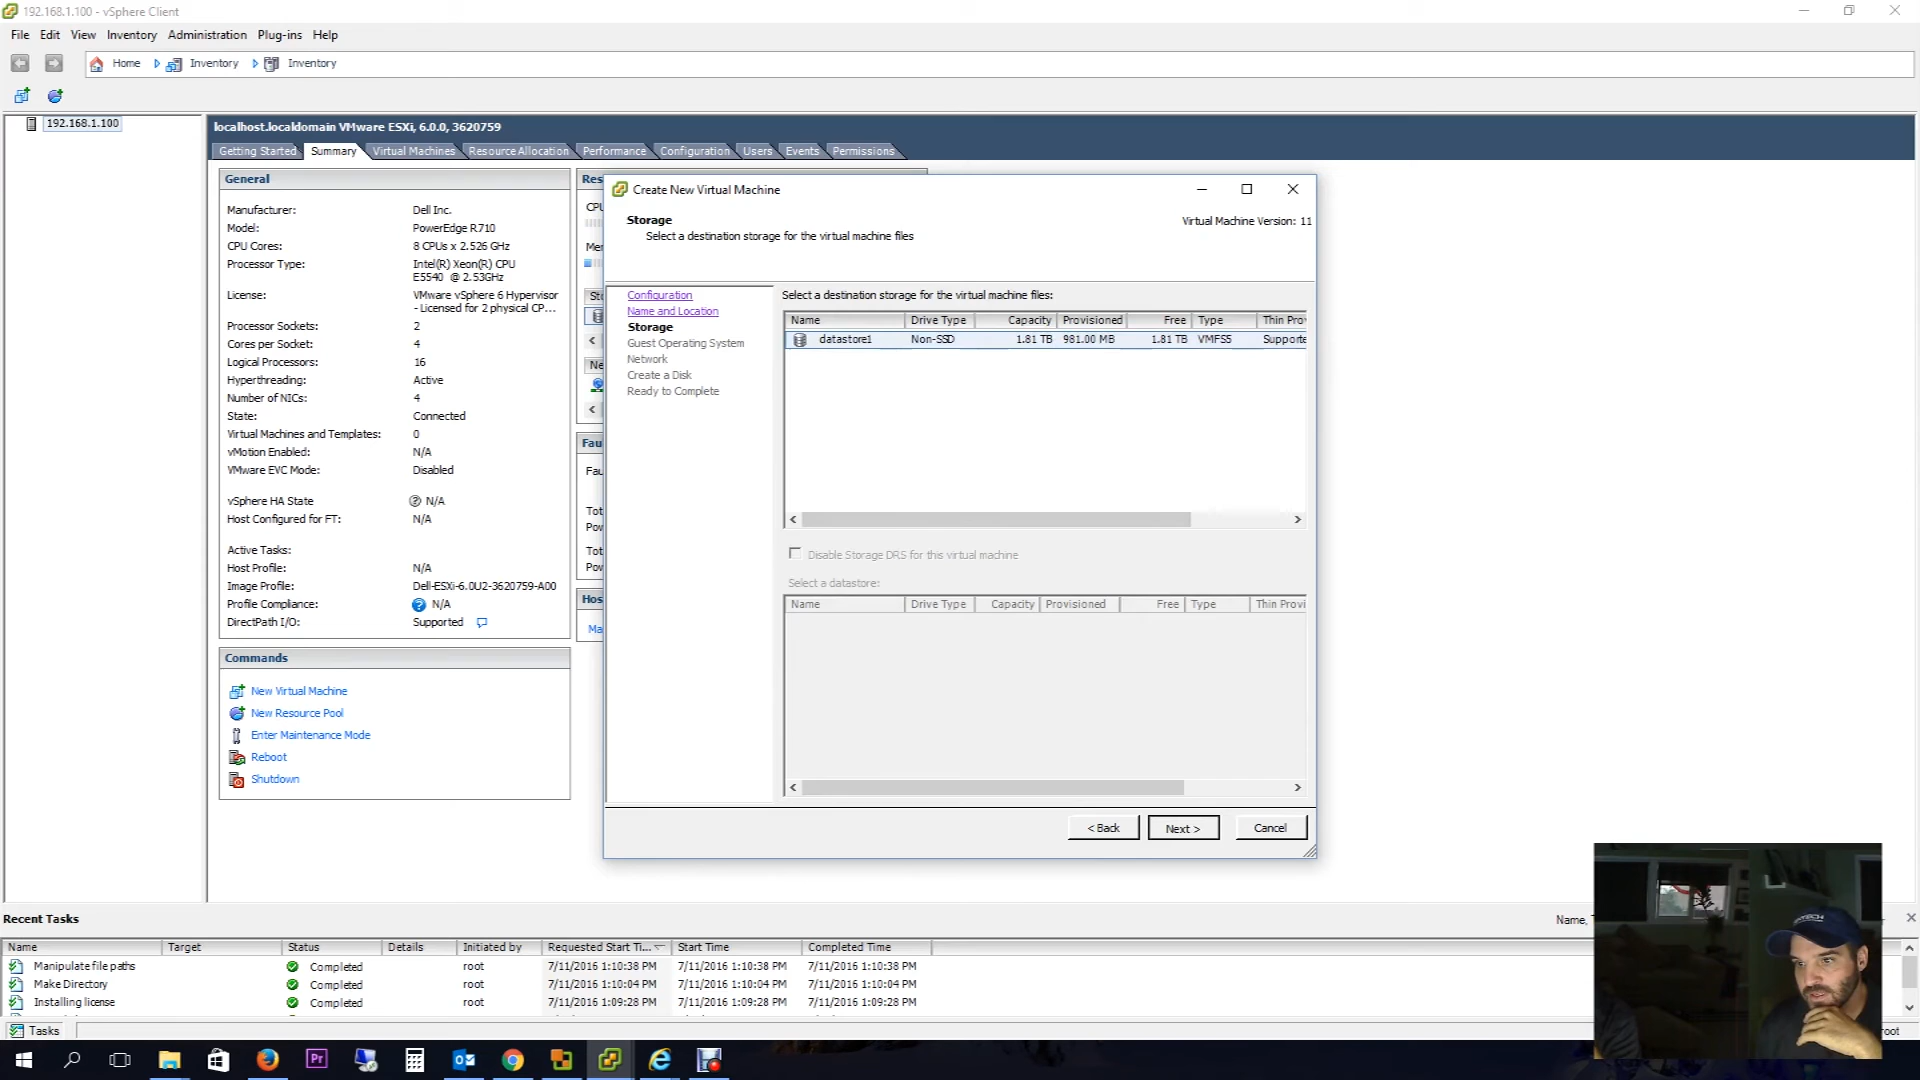 192.168.1.100 - vSphere Client
File Edit View Inventory Administration Plug-ins Help
Home Inventory Inventory
192.168.1.100
localhost.localdomain VMware ESXi, 6.0.0, 3620759
Getting Started Summary Virtual Machines Resource Allocation Performance Configuration Users Events Permissions
General
Manufacturer: Dell Inc.
Model: PowerEdge R710
CPU Cores: 8 CPUs x 2.526 GHz
Processor Type: Intel(R) Xeon(R) CPU
E5540 @ 2.53GHz
License: VMware vSphere 6 Hypervisor
- Licensed for 2 physical CP...
Processor Sockets: 2
Cores per Socket: 4
Logical Processors: 16
Hyperthreading: Active
Number of NICs: 4
State: Connected
Virtual Machines and Templates: 0
vMotion Enabled: N/A
VMware EVC Mode: Disabled
vSphere HA State N/A
Host Configured for FT: N/A
Active Tasks:
Host Profile: N/A
Image Profile: Dell-ESXi-6.0U2-3620759-A00
Profile Compliance: N/A
DirectPath I/O: Supported
Commands
New Virtual Machine
New Resource Pool
Enter Maintenance Mode
Reboot
Shutdown
Res
CPU
Mer
Sto
Ne
Fau
Fau
Tot
Pow
Tot
Pow
Hos
Ma
Create New Virtual Machine
Storage
Select a destination storage for the virtual machine files
Virtual Machine Version: 11
Configuration
Name and Location
Storage
Guest Operating System
Network
Create a Disk
Ready to Complete
Select a destination storage for the virtual machine files:
Name Drive Type Capacity Provisioned Free Type Thin Prov
datastore1 Non-SSD 1.81 TB 981.00 MB 1.81 TB VMFS5 Supporte
Disable Storage DRS for this virtual machine
Select a datastore:
Name Drive Type Capacity Provisioned Free Type Thin Provi
< Back Next > Cancel
Recent Tasks
Name,
Name Target Status Details Initiated by Requested Start Ti... Start Time Completed Time
Manipulate file paths Completed root 7/11/2016 1:10:38 PM 7/11/2016 1:10:38 PM 7/11/2016 1:10:38 PM
Make Directory Completed root 7/11/2016 1:10:04 PM 7/11/2016 1:10:04 PM 7/11/2016 1:10:04 PM
Installing license Completed root 7/11/2016 1:09:28 PM 7/11/2016 1:09:28 PM 7/11/2016 1:09:28 PM
Tasks
root
Pr